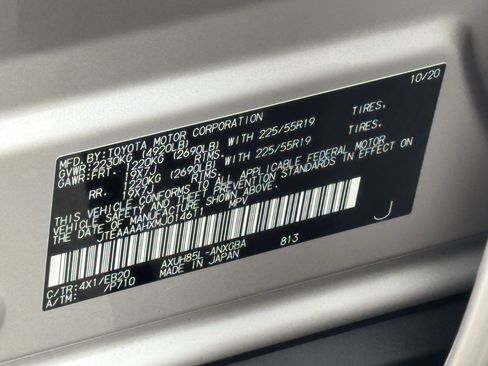 MFD.BY:TOYOTA MOTOR CORPORATION 10/20
GVWR:2230KG (4920LB)
GAWR:FRT. 1220KG (2690LB) WITH 225/55R19 TIRES,
19X7J RIMS.
RR. 1220KG (2690LB) WITH 225/55R19 TIRES,
19X7J RIMS.
THIS VEHICLE CONFORMS TO ALL APPLICABLE FEDERAL MOTOR
VEHICLE SAFETY AND THEFT PREVENTION STANDARDS IN EFFECT ON
THE DATE OF MANUFACTURE SHOWN ABOVE.
JTEAAAAHXMJ014611 MPV
J
C/TR:4X1/EB20 AXUH85L-ANXGBA 813
A/TM: /P710 MADE IN JAPAN